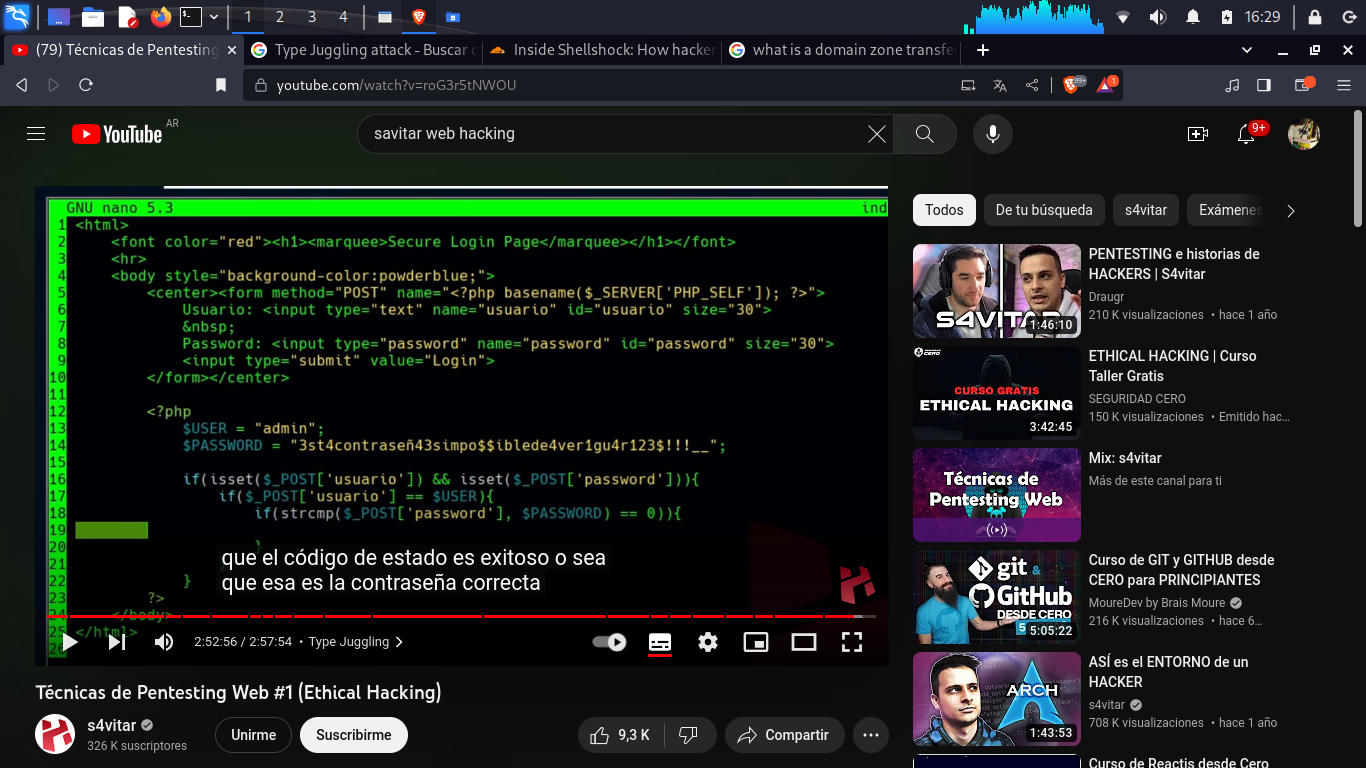 1 2 3 4
16:29
(79) Técnicas de Pentesting
Type Juggling attack - Buscar c
Inside Shellshock: How hacker
what is a domain zone transfe
youtube.com/watch?v=roG3r5tNWOU
99+
1
YouTube AR
savitar web hacking
9+
GNU nano 5.3 ind
1 <html>
2 <font color="red"><h1><marquee>Secure Login Page</marquee></h1></font>
3 <hr>
4 <body style="background-color:powderblue;">
5 <center><form method="POST" name="<?php basename($_SERVER['PHP_SELF']); ?>">
6 Usuario: <input type="text" name="usuario" id="usuario" size="30">
7 &nbsp;
8 Password: <input type="password" name="password" id="password" size="30">
9 <input type="submit" value="Login">
10 </form></center>
11
12 <?php
13 $USER = "admin";
14 $PASSWORD = "3st4contraseñ43simpo$$iblede4ver1gu4r123$!!!__";
15
16 if(isset($_POST['usuario']) && isset($_POST['password'])){
17 if($_POST['usuario'] == $USER){
18 if(strcmp($_POST['password'], $PASSWORD) == 0)){
19
20 }
21
22 }
23 ?>
24 </body>
25 </html>
que el código de estado es exitoso o sea
que esa es la contraseña correcta
2:52:56 / 2:57:54 • Type Juggling
Técnicas de Pentesting Web #1 (Ethical Hacking)
s4vitar
326 K suscriptores
Unirme
Suscribirme
9,3 K
Compartir
Todos
De tu búsqueda
s4vitar
Exámenes
S4VITAR
1:46:10
PENTESTING e historias de
HACKERS | S4vitar
Draugr
210 K visualizaciones • hace 1 año
CURSO GRATIS
ETHICAL HACKING
3:42:45
ETHICAL HACKING | Curso
Taller Gratis
SEGURIDAD CERO
150 K visualizaciones • Emitido hac...
Técnicas de
Pentesting Web
Mix: s4vitar
Más de este canal para ti
git &
GitHub
DESDE CERO
5:05:22
Curso de GIT y GITHUB desde
CERO para PRINCIPIANTES
MoureDev by Brais Moure
216 K visualizaciones • hace 6...
ARCH
1:43:53
ASÍ es el ENTORNO de un
HACKER
s4vitar
708 K visualizaciones • hace 1 año
Curso de Reactjs desde Cero